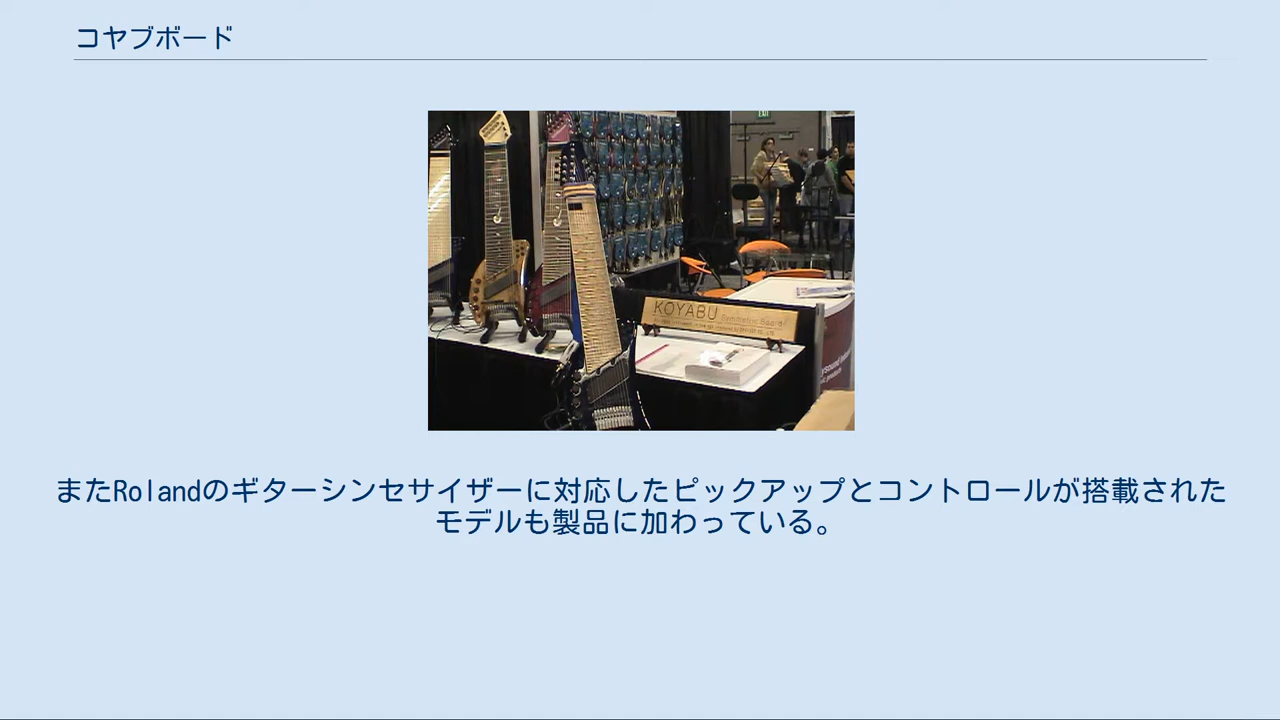 コヤブボード
EXIT
KOYABU Symmetric Board
またRolandのギターシンセサイザーに対応したピックアップとコントロールが搭載された
モデルも製品に加わっている。